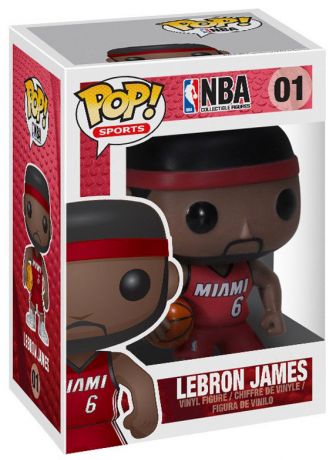 POP!
SPORTS
NBA
COLLECTIBLE FIGURES
01
MIAMI
6
LEBRON JAMES
VINYL FIGURE / CHIFFRE DE VINYLE /
FIGURA DE VINILO
POP!
SPORTS
NBA
LEBRON JAMES
01
MIAMI
6